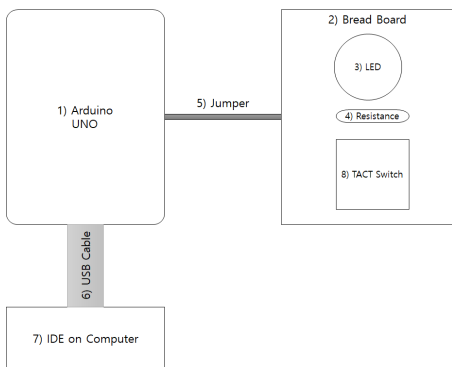 2) Bread Board
3) LED
1) Arduino
UNO
5) Jumper
4) Resistance
8) TACT Switch
6) USB Cable
7) IDE on Computer